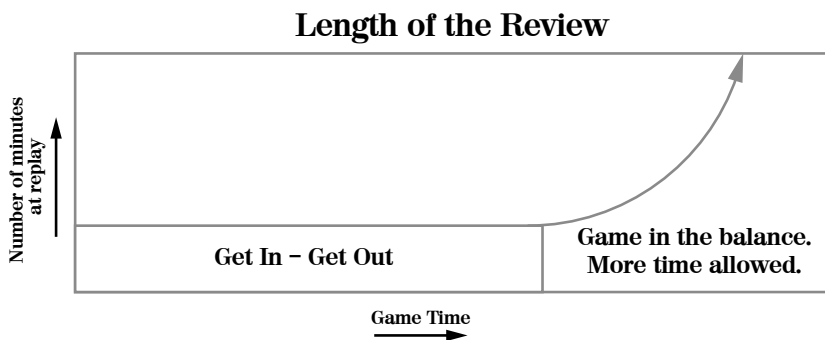 Length of the Review
Number of minutes
at replay
Get In – Get Out
Game in the balance.
More time allowed.
Game Time